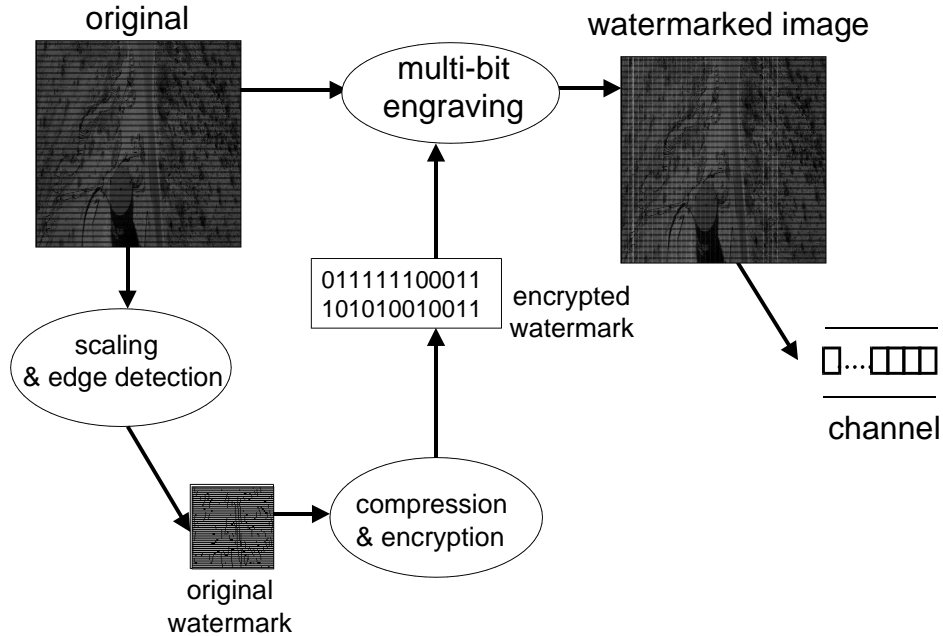 original
watermarked image
multi-bit
engraving
011111100011
101010010011
encrypted
watermark
scaling
& edge detection
channel
compression
& encryption
original
watermark